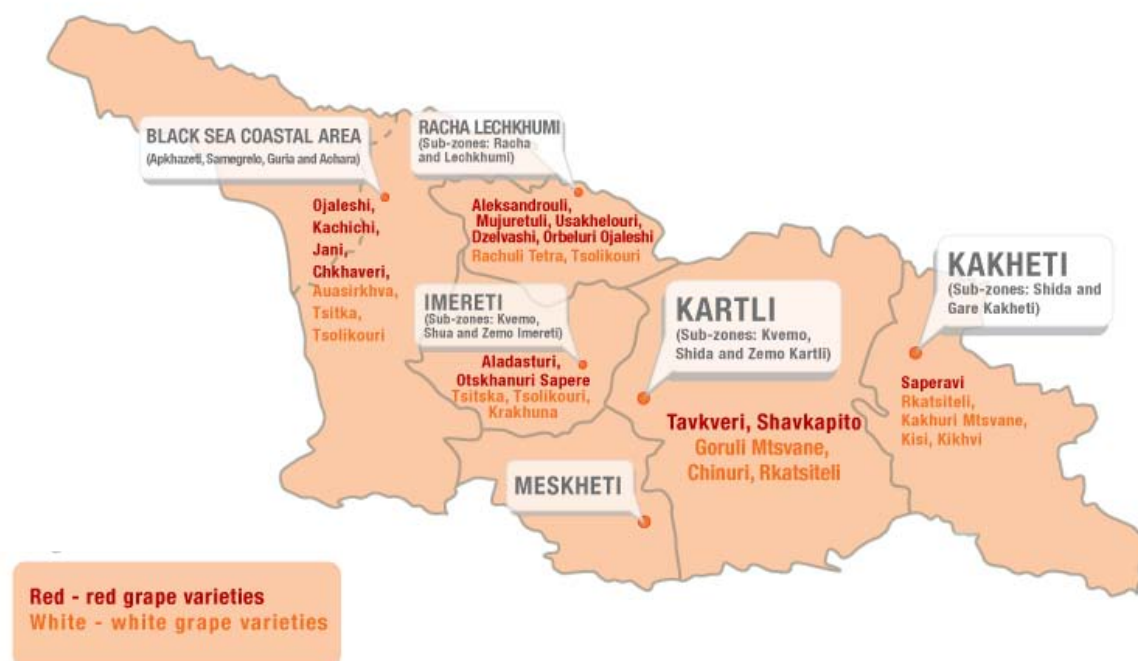 BLACK SEA COASTAL AREA
(Apkhazeti, Samegrelo, Guria and Achara)
Ojaleshi,
Kachichi,
Jani,
Chkhaveri,
Auasirkhva,
Tsitka,
Tsolikouri
RACHA LECHKHUMI
(Sub-zones: Racha
and Lechkhumi)
Aleksandrouli,
Mujuretuli, Usakhelouri,
Dzelvashi, Orbeluri Ojaleshi
Rachuli Tetra, Tsolikouri
IMERETI
(Sub-zones: Kvemo,
Shua and Zemo Imereti)
Aladasturi,
Otskhanuri Sapere
Tsitska, Tsolikouri,
Krakhuna
KARTLI
(Sub-zones: Kvemo,
Shida and Zemo Kartli)
Tavkveri, Shavkapito
Goruli Mtsvane,
Chinuri, Rkatsiteli
KAKHETI
(Sub-zones: Shida and
Gare Kakheti)
Saperavi
Rkatsiteli,
Kakhuri Mtsvane,
Kisi, Kikhvi
MESKHETI
Red - red grape varieties
White - white grape varieties